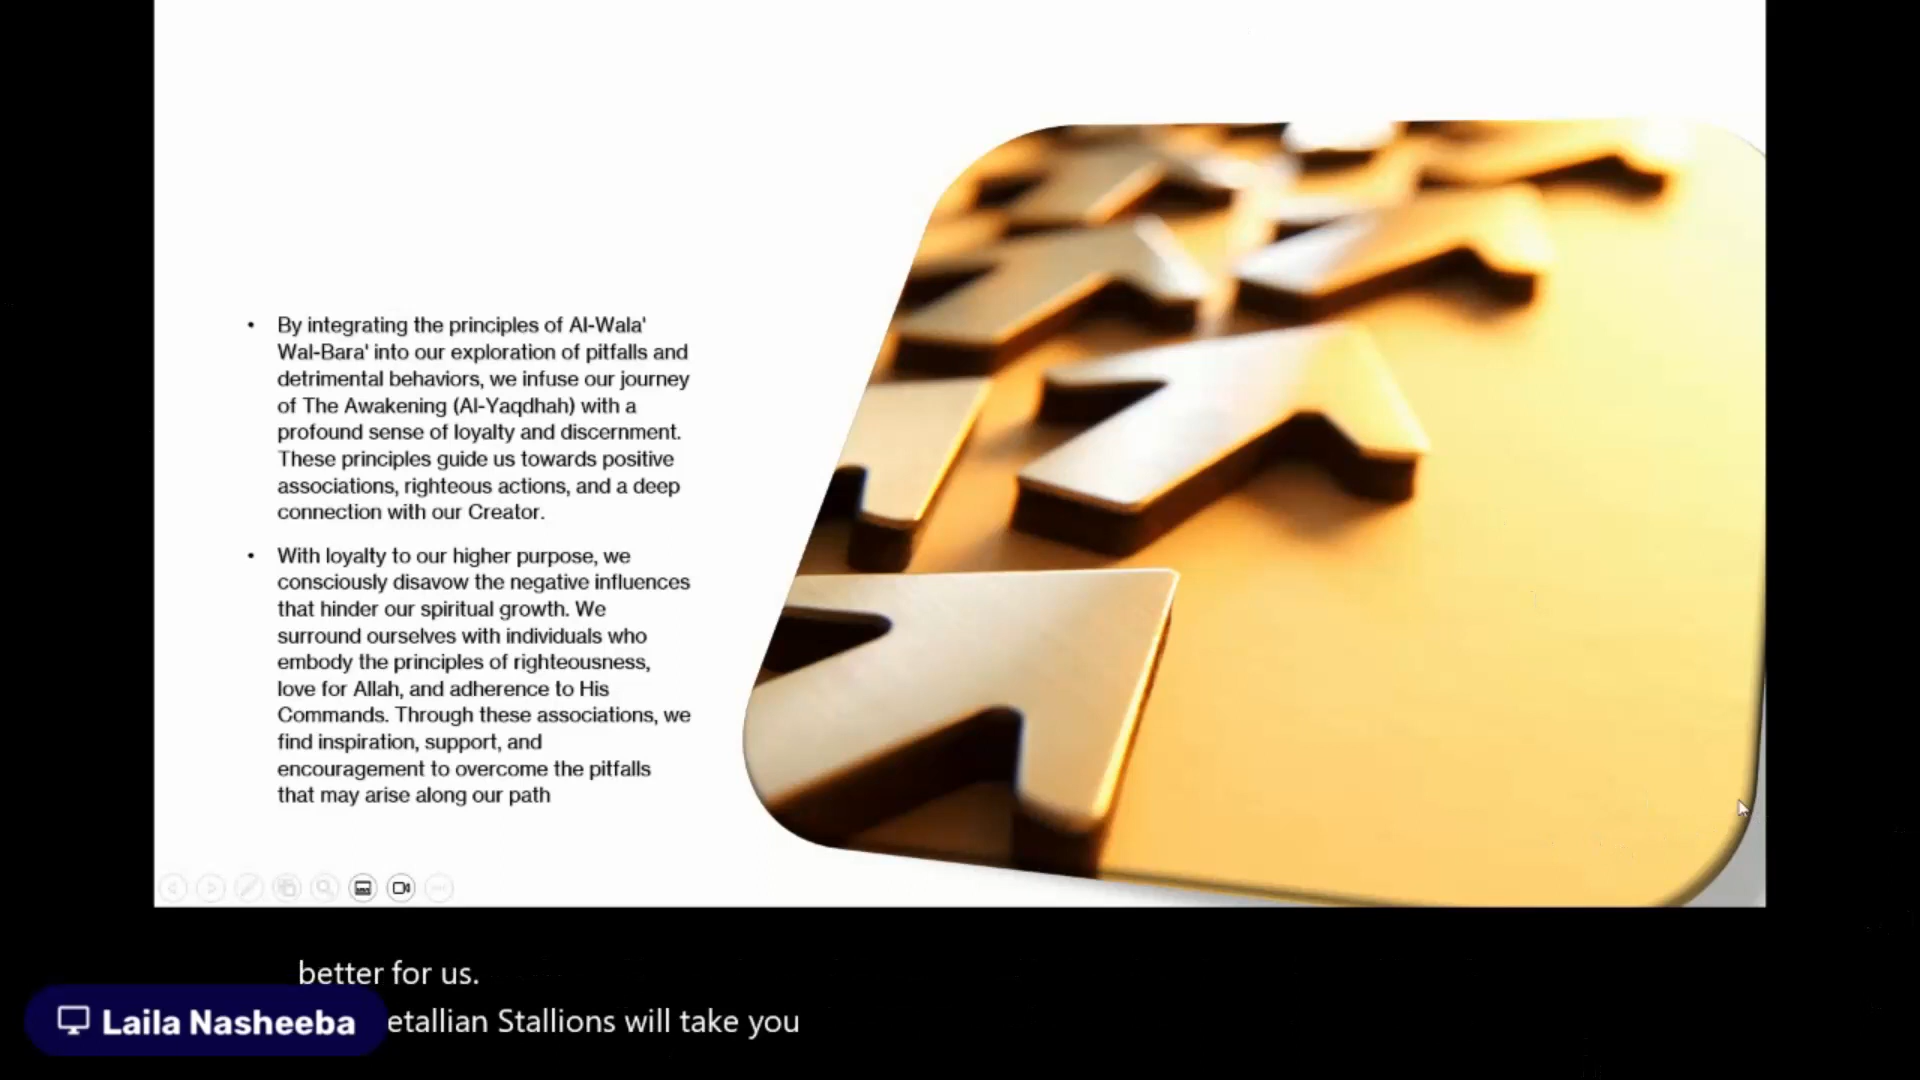 • By integrating the principles of Al-Wala'
Wal-Bara' into our exploration of pitfalls and
detrimental behaviors, we infuse our journey
of The Awakening (Al-Yaqdhah) with a
profound sense of loyalty and discernment.
These principles guide us towards positive
associations, righteous actions, and a deep
connection with our Creator.
• With loyalty to our higher purpose, we
consciously disavow the negative influences
that hinder our spiritual growth. We
surround ourselves with individuals who
embody the principles of righteousness,
love for Allah, and adherence to His
Commands. Through these associations, we
find inspiration, support, and
encouragement to overcome the pitfalls
that may arise along our path
better for us.
Laila Nasheeba
etallian Stallions will take you